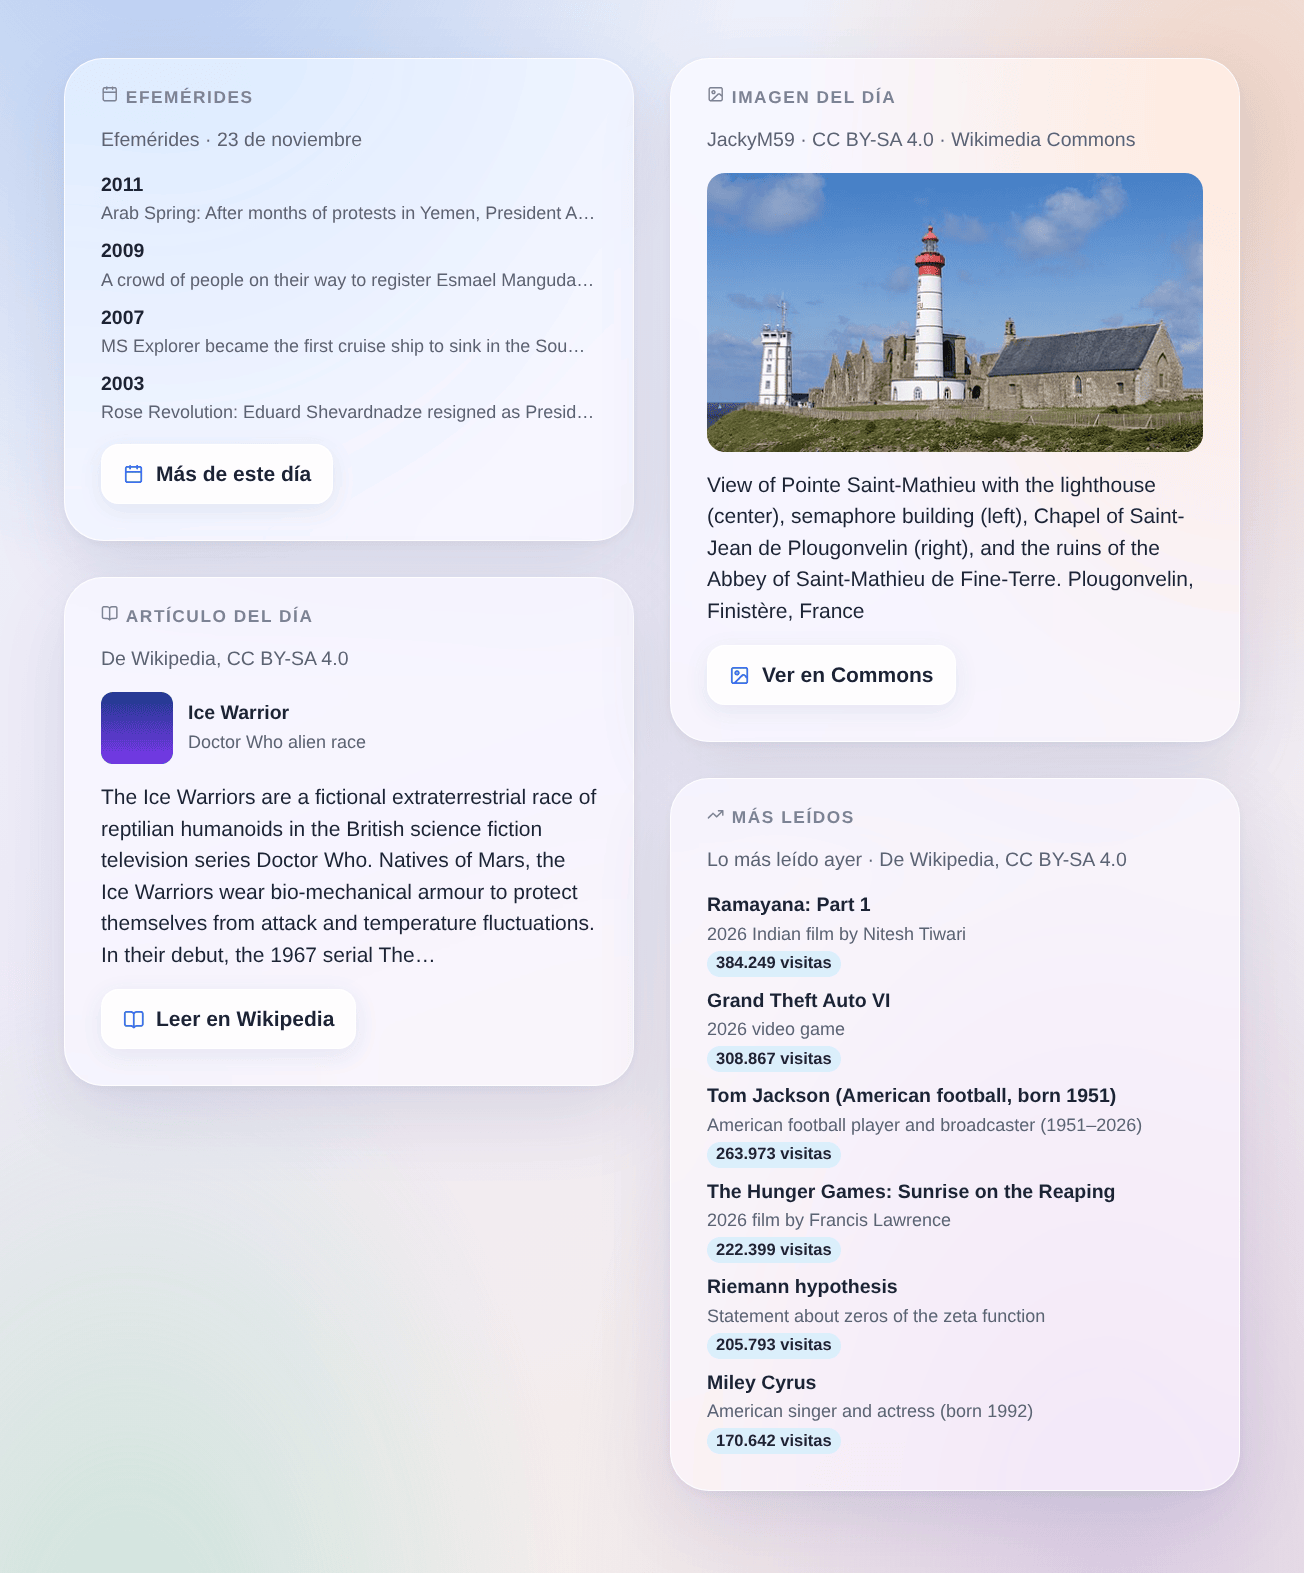 EFEMÉRIDES
Efemérides · 23 de noviembre
2011
Arab Spring: After months of protests in Yemen, President A…
2009
A crowd of people on their way to register Esmael Manguda…
2007
MS Explorer became the first cruise ship to sink in the Sou…
2003
Rose Revolution: Eduard Shevardnadze resigned as Presid…
Más de este día
ARTÍCULO DEL DÍA
De Wikipedia, CC BY-SA 4.0
Ice Warrior
Doctor Who alien race
The Ice Warriors are a fictional extraterrestrial race of
reptilian humanoids in the British science fiction
television series Doctor Who. Natives of Mars, the
Ice Warriors wear bio-mechanical armour to protect
themselves from attack and temperature fluctuations.
In their debut, the 1967 serial The…
Leer en Wikipedia
IMAGEN DEL DÍA
JackyM59 · CC BY-SA 4.0 · Wikimedia Commons
View of Pointe Saint-Mathieu with the lighthouse
(center), semaphore building (left), Chapel of Saint-
Jean de Plougonvelin (right), and the ruins of the
Abbey of Saint-Mathieu de Fine-Terre. Plougonvelin,
Finistère, France
Ver en Commons
MÁS LEÍDOS
Lo más leído ayer · De Wikipedia, CC BY-SA 4.0
Ramayana: Part 1
2026 Indian film by Nitesh Tiwari
384.249 visitas
Grand Theft Auto VI
2026 video game
308.867 visitas
Tom Jackson (American football, born 1951)
American football player and broadcaster (1951–2026)
263.973 visitas
The Hunger Games: Sunrise on the Reaping
2026 film by Francis Lawrence
222.399 visitas
Riemann hypothesis
Statement about zeros of the zeta function
205.793 visitas
Miley Cyrus
American singer and actress (born 1992)
170.642 visitas